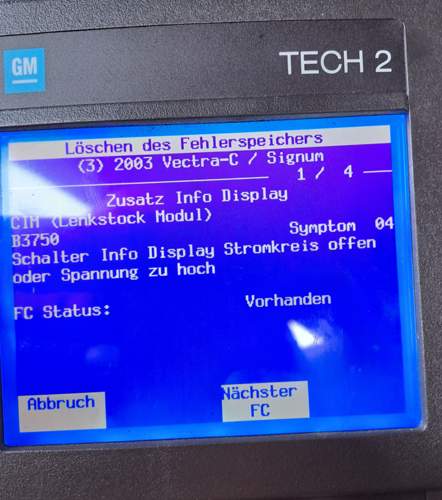 GM
TECH 2
Löschen des Fehlerspeichers
(3) 2003 Vectra-C / Signum
1 / 4
Zusatz Info Display
CIM (Lenkstock Modul)
B3750 Symptom 04
Schalter Info Display Stromkreis offen
oder Spannung zu hoch
FC Status: Vorhanden
Abbruch
Nächster
FC